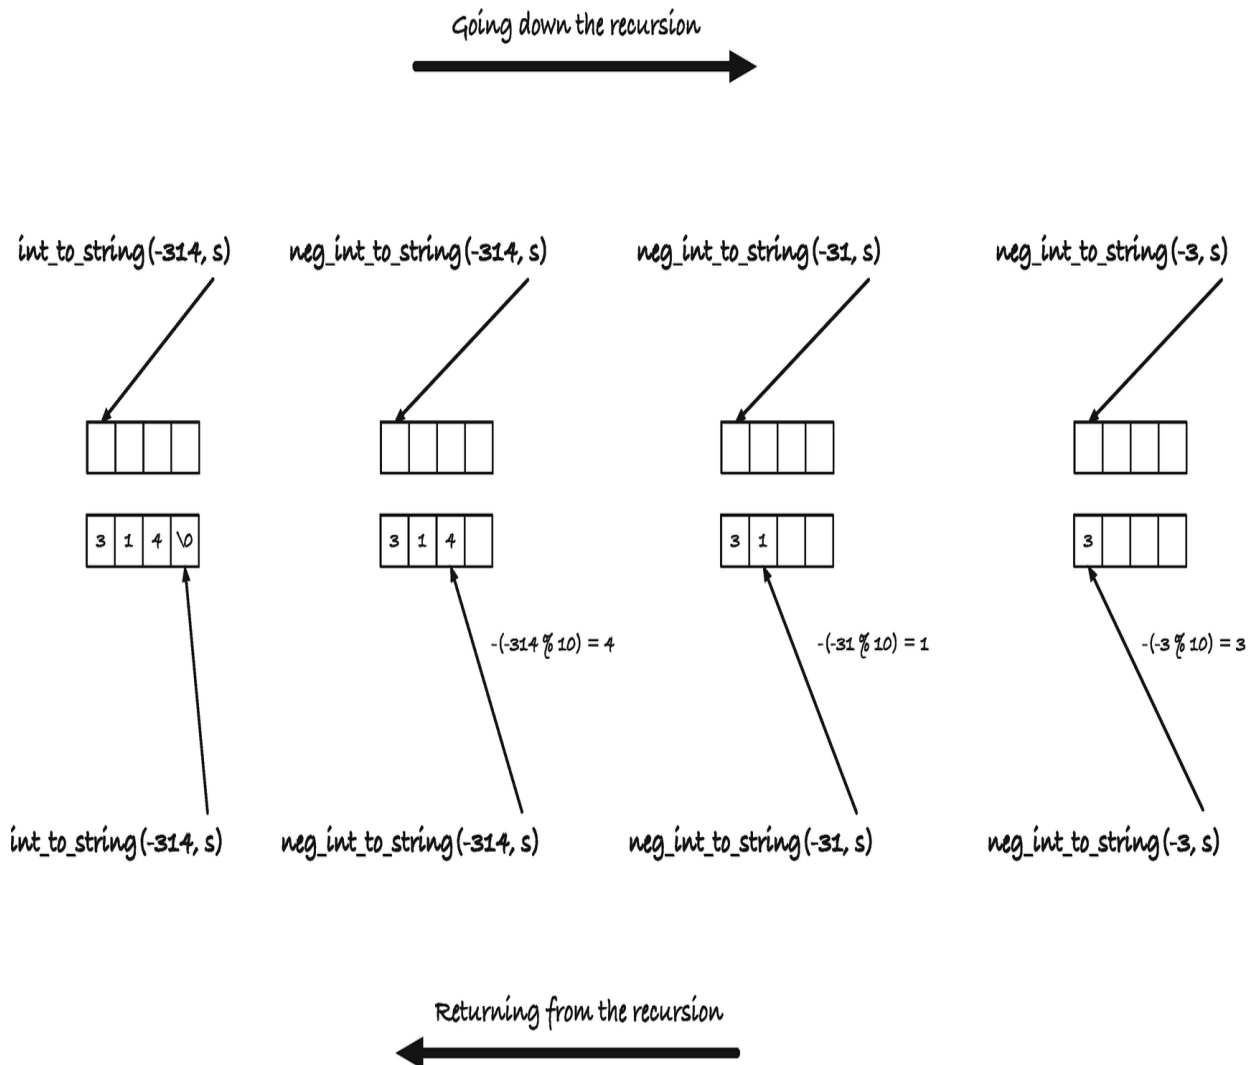 Going down the recursion
int_to_string(-314, s)
neg_int_to_string(-314, s)
neg_int_to_string(-31, s)
neg_int_to_string(-3, s)
3 1 4 \0
3 1 4
3 1
3
-(-314 % 10) = 4
-(-31 % 10) = 1
-(-3 % 10) = 3
int_to_string(-314, s)
neg_int_to_string(-314, s)
neg_int_to_string(-31, s)
neg_int_to_string(-3, s)
Returning from the recursion